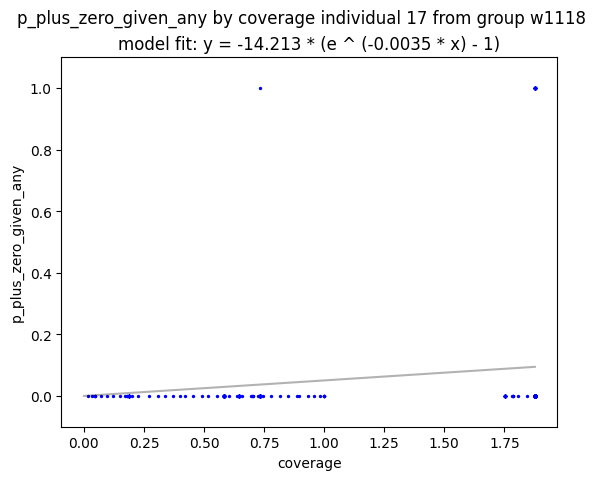 p_plus_zero_given_any by coverage individual 17 from group w1118
model fit: y = -14.213 * (e ^ (-0.0035 * x) - 1)
1.0
0.8
0.6
0.4
0.2
0.0
p_plus_zero_given_any
0.00 0.25 0.50 0.75 1.00 1.25 1.50 1.75
coverage